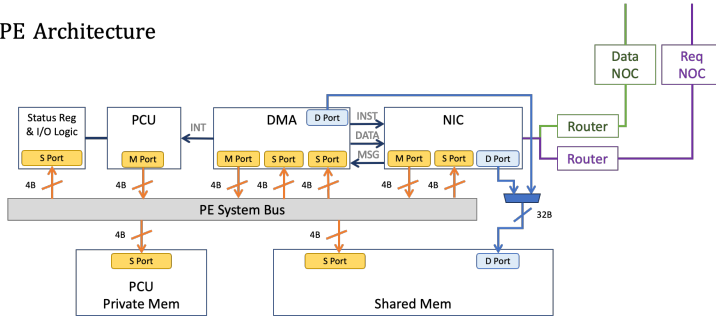 PE Architecture
Data
NOC
Req
NOC
Status Reg
& I/O Logic
S Port
PCU
M Port
INT
DMA
D Port
M Port
S Port
S Port
INST
DATA
MSG
NIC
M Port
S Port
D Port
Router
Router
4B
4B
4B
4B
4B
4B
4B
PE System Bus
32B
4B
4B
S Port
PCU
Private Mem
S Port
D Port
Shared Mem